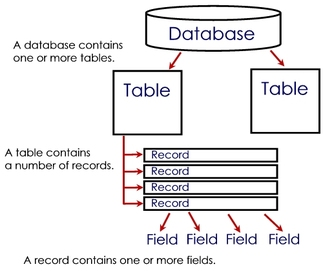 Database
A database contains
one or more tables.
Table
Table
A table contains
a number of records.
Record
Record
Record
Record
Field Field Field Field
A record contains one or more fields.